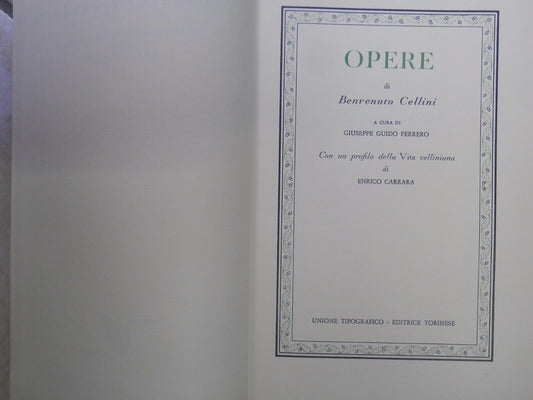 OPERE
di
Benvenuto Cellini
A CURA DI
GIUSEPPE GUIDO FERRERO
Con un profilo della Vita celliniana
di
ENRICO CARRARA
UNIONE TIPOGRAFICO - EDITRICE TORINESE